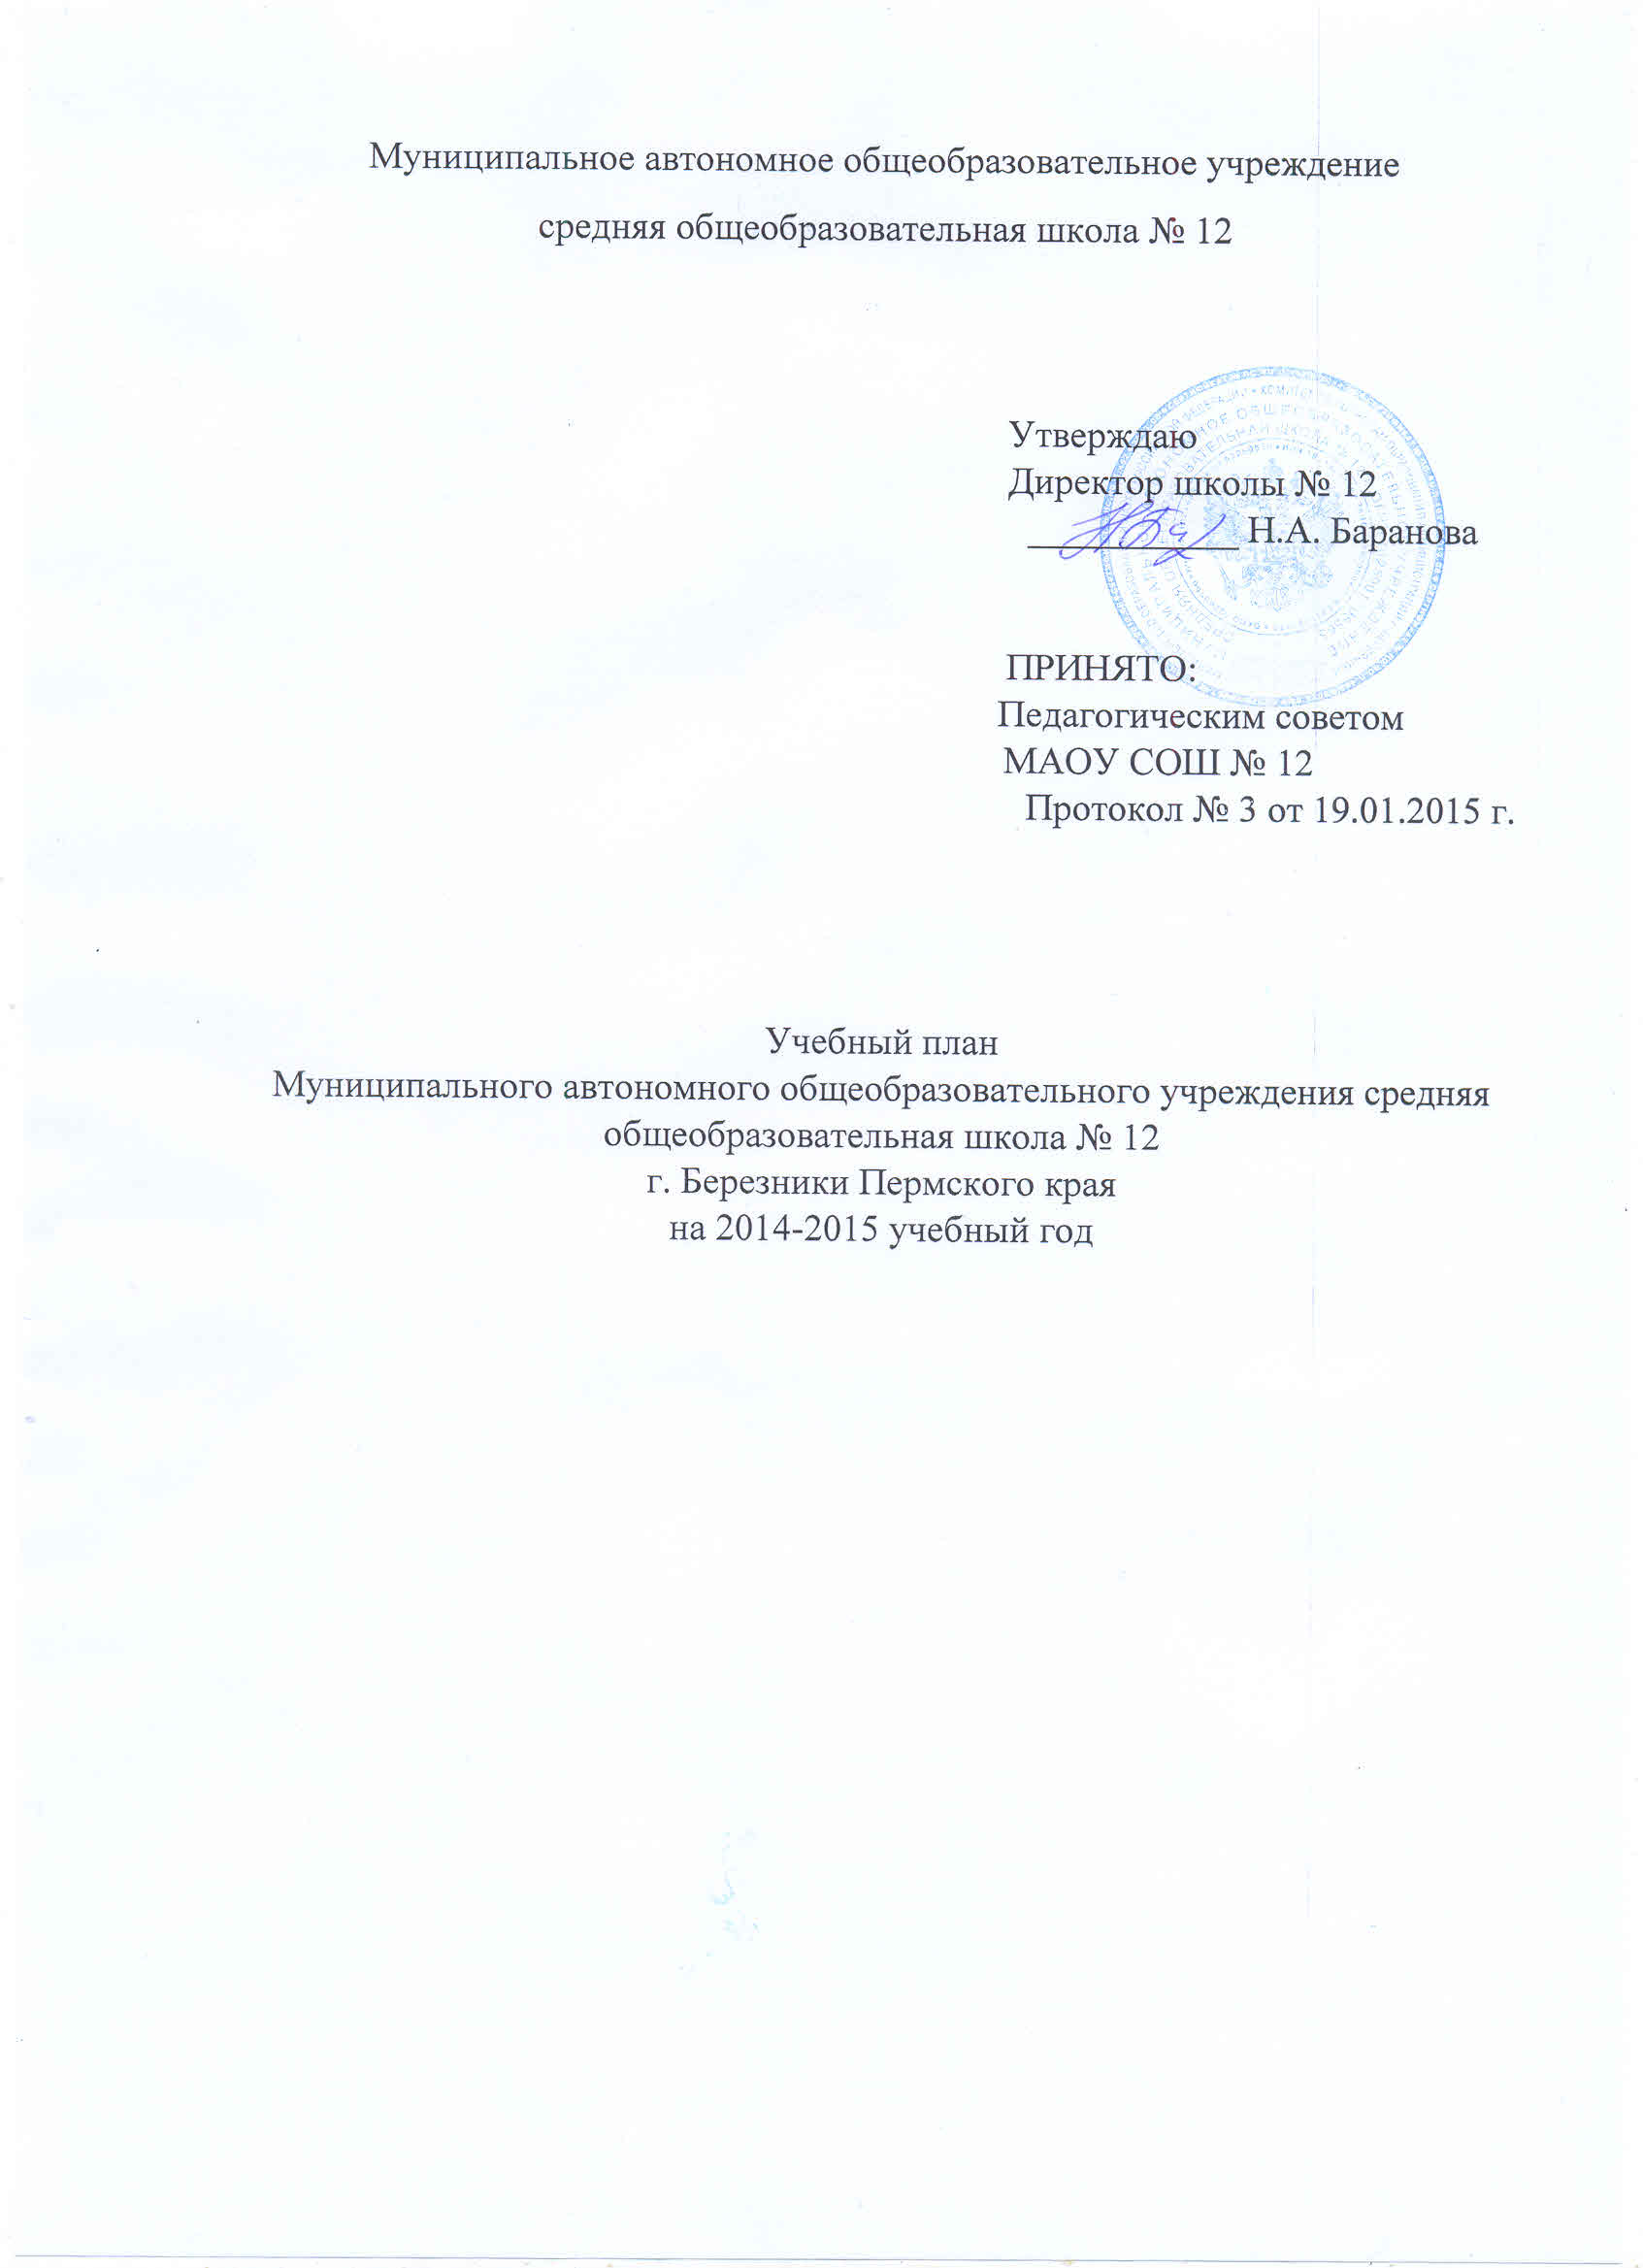 Муниципальное автономное общеобразовательное учреждение
средняя общеобразовательная школа № 12
Утверждаю
Директор школы № 12
____________ Н.А. Баранова
ПРИНЯТО:
Педагогическим советом
МАОУ СОШ № 12
Протокол № 3 от 19.01.2015 г.
Учебный план
Муниципального автономного общеобразовательного учреждения средняя
общеобразовательная школа № 12
г. Березники Пермского края
на 2014-2015 учебный год